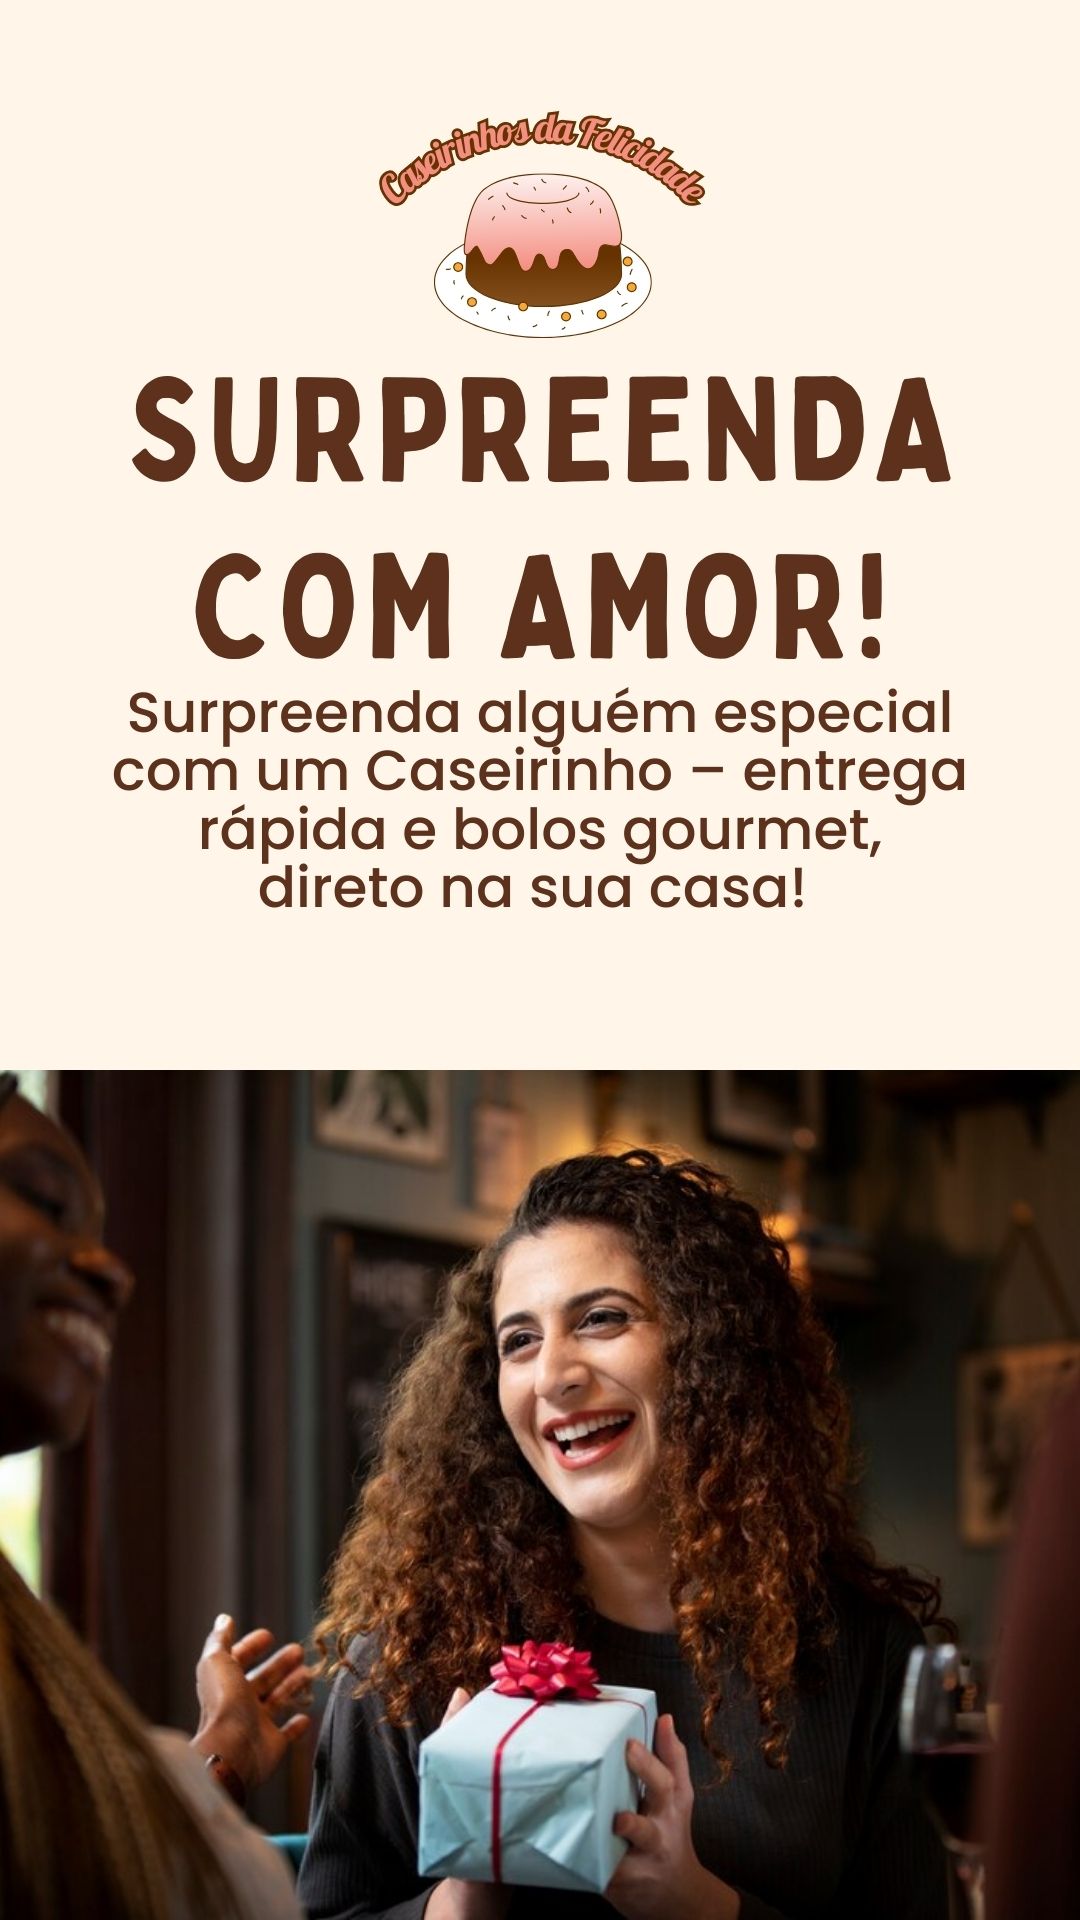 Caseirinhos da Felicidade
SURPREENDA
COM AMOR!
Surpreenda alguém especial
com um Caseirinho – entrega
rápida e bolos gourmet,
direto na sua casa!